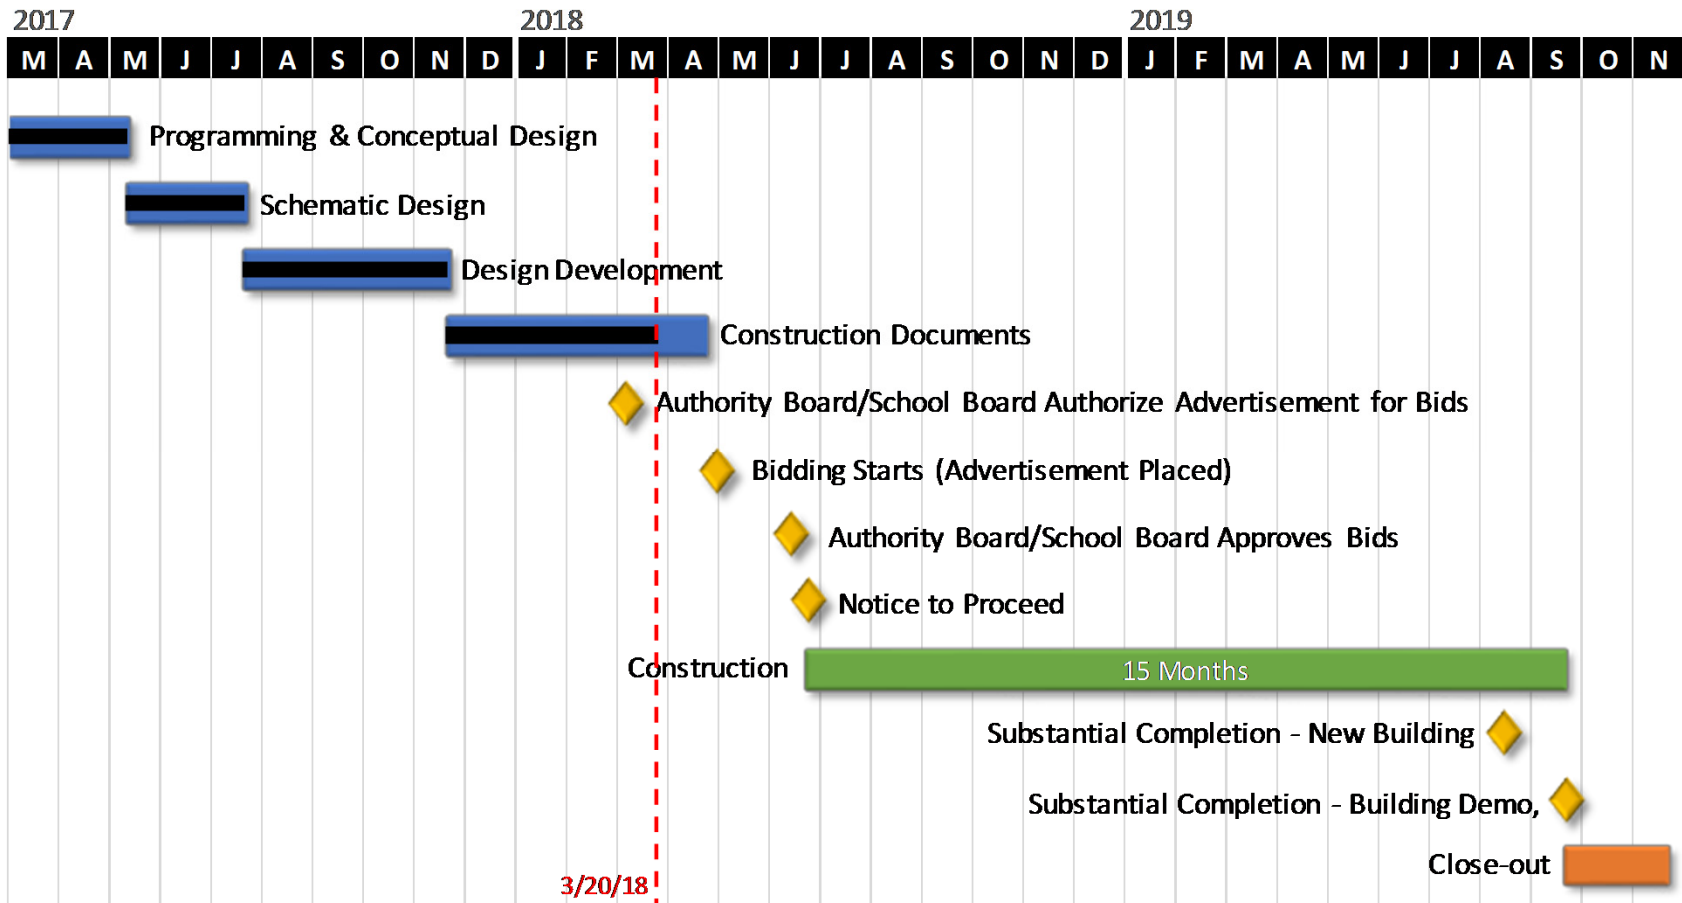 2017 2018 2019
M A M J J A S O N D J F M A M J J A S O N D J F M A M J J A S O N
Programming & Conceptual Design
Schematic Design
Design Development
Construction Documents
Authority Board/School Board Authorize Advertisement for Bids
Bidding Starts (Advertisement Placed)
Authority Board/School Board Approves Bids
Notice to Proceed
Construction 15 Months
Substantial Completion - New Building
Substantial Completion - Building Demo,
Close-out
3/20/18